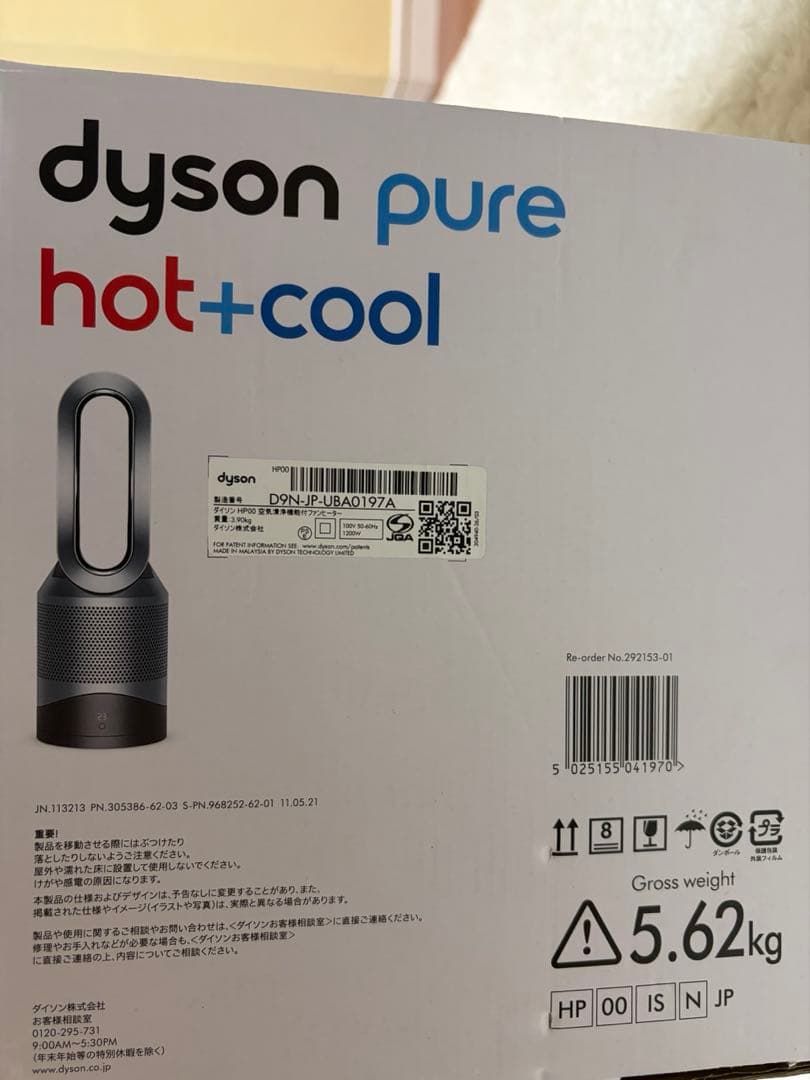 dyson pure
hot+cool
dyson
HP00
製造番号 D9N-JP-UBA0197A
ダイソン HP00 空気清浄機能付ファンヒーター
質量:3.90kg
ダイソン株式会社
100V 50-60Hz
1200W
JQA
FOR PATENT INFORMATION SEE: www.dyson.com/patents
MADE IN MALAYSIA BY DYSON TECHNOLOGY LIMITED
23
Re-order No.292153-01
5 025155 041970 >
JN.113213 PN.305386-62-03 S-PN.968252-62-01 11.05.21
重要!
製品を移動させる際にはぶつけたり
落としたりしないようご注意ください。
屋外や濡れた床に設置して使用しないでください。
けがや感電の原因になります。
本製品の仕様およびデザインは、予告なしに変更することがあり、また、
掲載された仕様やイメージ(イラストや写真)は、実際と異なる場合があります。
製品や使用に関するご相談やお問い合わせは、<ダイソンお客様相談室>に直接ご連絡ください。
修理やお手入れなどが必要な場合も、<ダイソンお客様相談室>
に直接ご連絡の上、内容についてご相談ください。
8
ダンボール
プラ
保護包装
外装フィルム
Gross weight
5.62kg
HP 00 IS N JP
ダイソン株式会社
お客様相談室
0120-295-731
9:00AM〜5:30PM
(年末年始等の特別休暇を除く)
www.dyson.co.jp